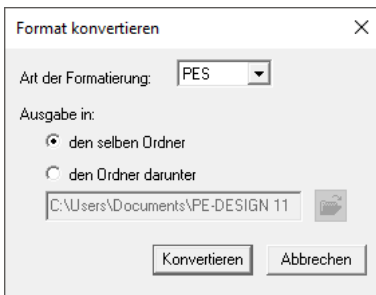 Format konvertieren
Art der Formatierung: PES
Ausgabe in:
den selben Ordner
den Ordner darunter
C:\Users\Documents\PE-DESIGN 11
Konvertieren Abbrechen